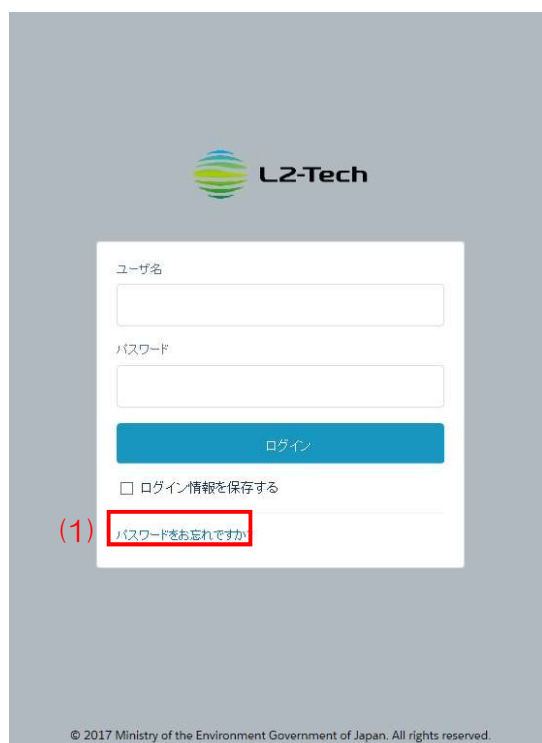 L2-Tech
ユーザ名
パスワード
ログイン
ログイン情報を保存する
(1)
パスワードをお忘れですか?
© 2017 Ministry of the Environment Government of Japan. All rights reserved.